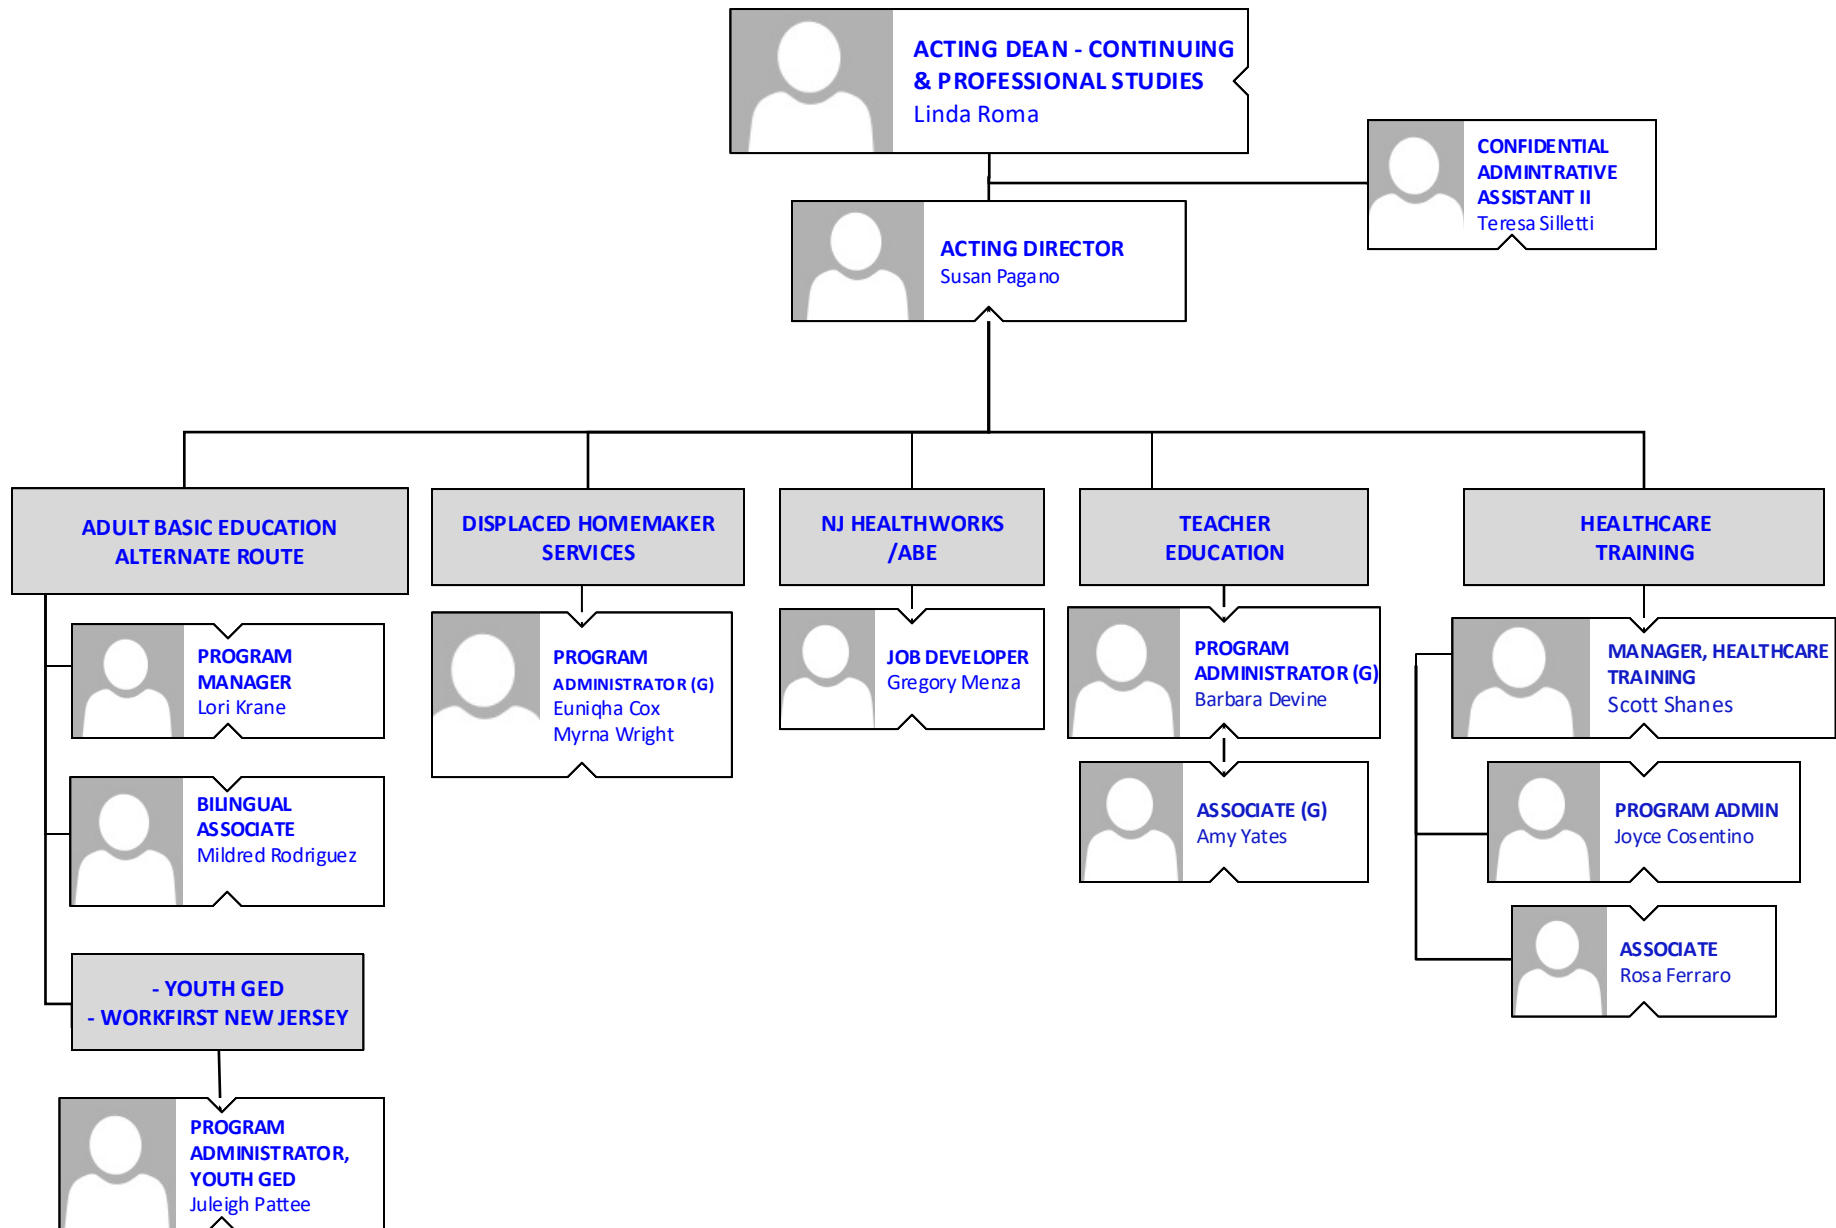 ACTING DEAN - CONTINUING
& PROFESSIONAL STUDIES
Linda Roma
CONFIDENTIAL
ADMINTRATIVE
ASSISTANT II
Teresa Silletti
ACTING DIRECTOR
Susan Pagano
ADULT BASIC EDUCATION
ALTERNATE ROUTE
DISPLACED HOMEMAKER
SERVICES
NJ HEALTHWORKS
/ABE
TEACHER
EDUCATION
HEALTHCARE
TRAINING
PROGRAM
MANAGER
Lori Krane
PROGRAM
ADMINISTRATOR (G)
Euniqha Cox
Myrna Wright
JOB DEVELOPER
Gregory Menza
PROGRAM
ADMINISTRATOR (G)
Barbara Devine
MANAGER, HEALTHCARE
TRAINING
Scott Shanes
BILINGUAL
ASSOCIATE
Mildred Rodriguez
ASSOCIATE (G)
Amy Yates
PROGRAM ADMIN
Joyce Cosentino
ASSOCIATE
Rosa Ferraro
- YOUTH GED
- WORKFIRST NEW JERSEY
PROGRAM
ADMINISTRATOR,
YOUTH GED
Juleigh Pattee